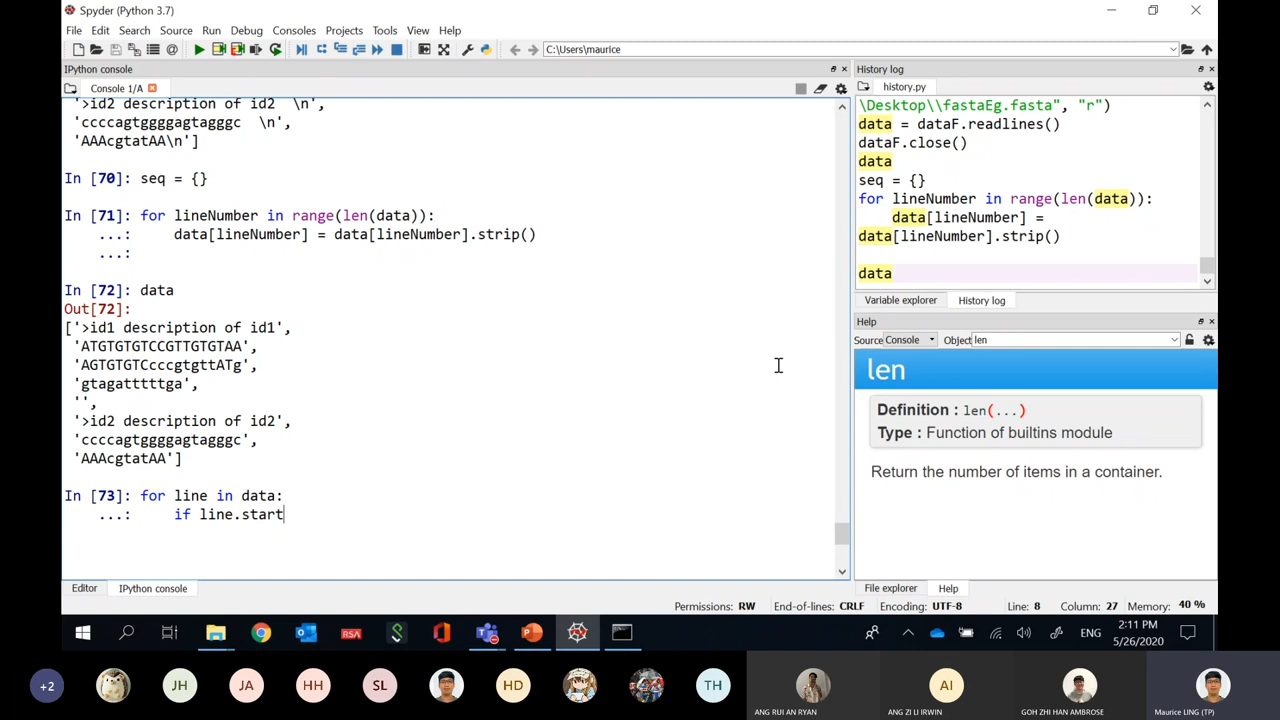 Spyder (Python 3.7)
File Edit Search Source Run Debug Consoles Projects Tools View Help
C:\Users\maurice
IPython console
Console 1/A
'>id2 description of id2  \n',
'ccccagtggggagtagggc  \n',
'AAAcgtatAA\n']
In [70]: seq = {}
In [71]: for lineNumber in range(len(data)):
...:     data[lineNumber] = data[lineNumber].strip()
...:
In [72]: data
Out[72]:
['>id1 description of id1',
'ATGTGTGTCCGTTGTGTAA',
'AGTGTGTCcccgtgttATg',
'gtagatttttga',
'',
'>id2 description of id2',
'ccccagtggggagtagggc',
'AAAcgtatAA']
In [73]: for line in data:
...:     if line.start
Editor IPython console
History log
history.py
\Desktop\\fastaEg.fasta", "r")
data = dataF.readlines()
dataF.close()
data
seq = {}
for lineNumber in range(len(data)):
data[lineNumber] =
data[lineNumber].strip()
data
Variable explorer History log
Help
Source Console Object len
len
Definition : len(...)
Type : Function of builtins module
Return the number of items in a container.
File explorer Help
Permissions: RW End-of-lines: CRLF Encoding: UTF-8 Line: 8 Column: 27 Memory: 40 %
RSA
ENG
2:11 PM
5/26/2020
+2
JH
JA
HH
SL
HD
TH
AI
ANG RUI AN RYAN
ANG ZI LI IRWIN
GOH ZHI HAN AMBROSE
Maurice LING (TP)